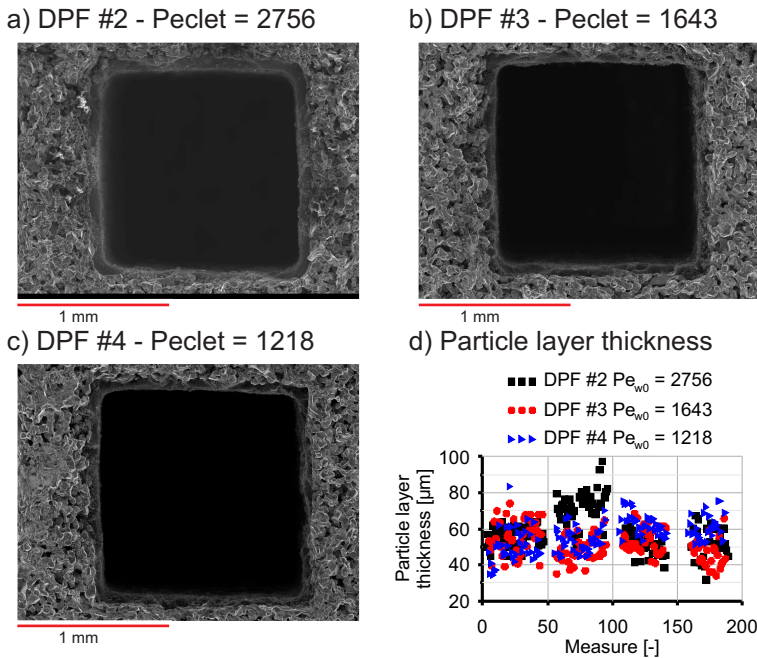 a) DPF #2 - Peclet = 2756
b) DPF #3 - Peclet = 1643
1 mm
1 mm
c) DPF #4 - Peclet = 1218
d) Particle layer thickness
DPF #2 Pew0 = 2756
DPF #3 Pew0 = 1643
DPF #4 Pew0 = 1218
Particle layer
thickness [µm]
100
80
60
40
20
0 50 100 150 200
Measure [-]
1 mm